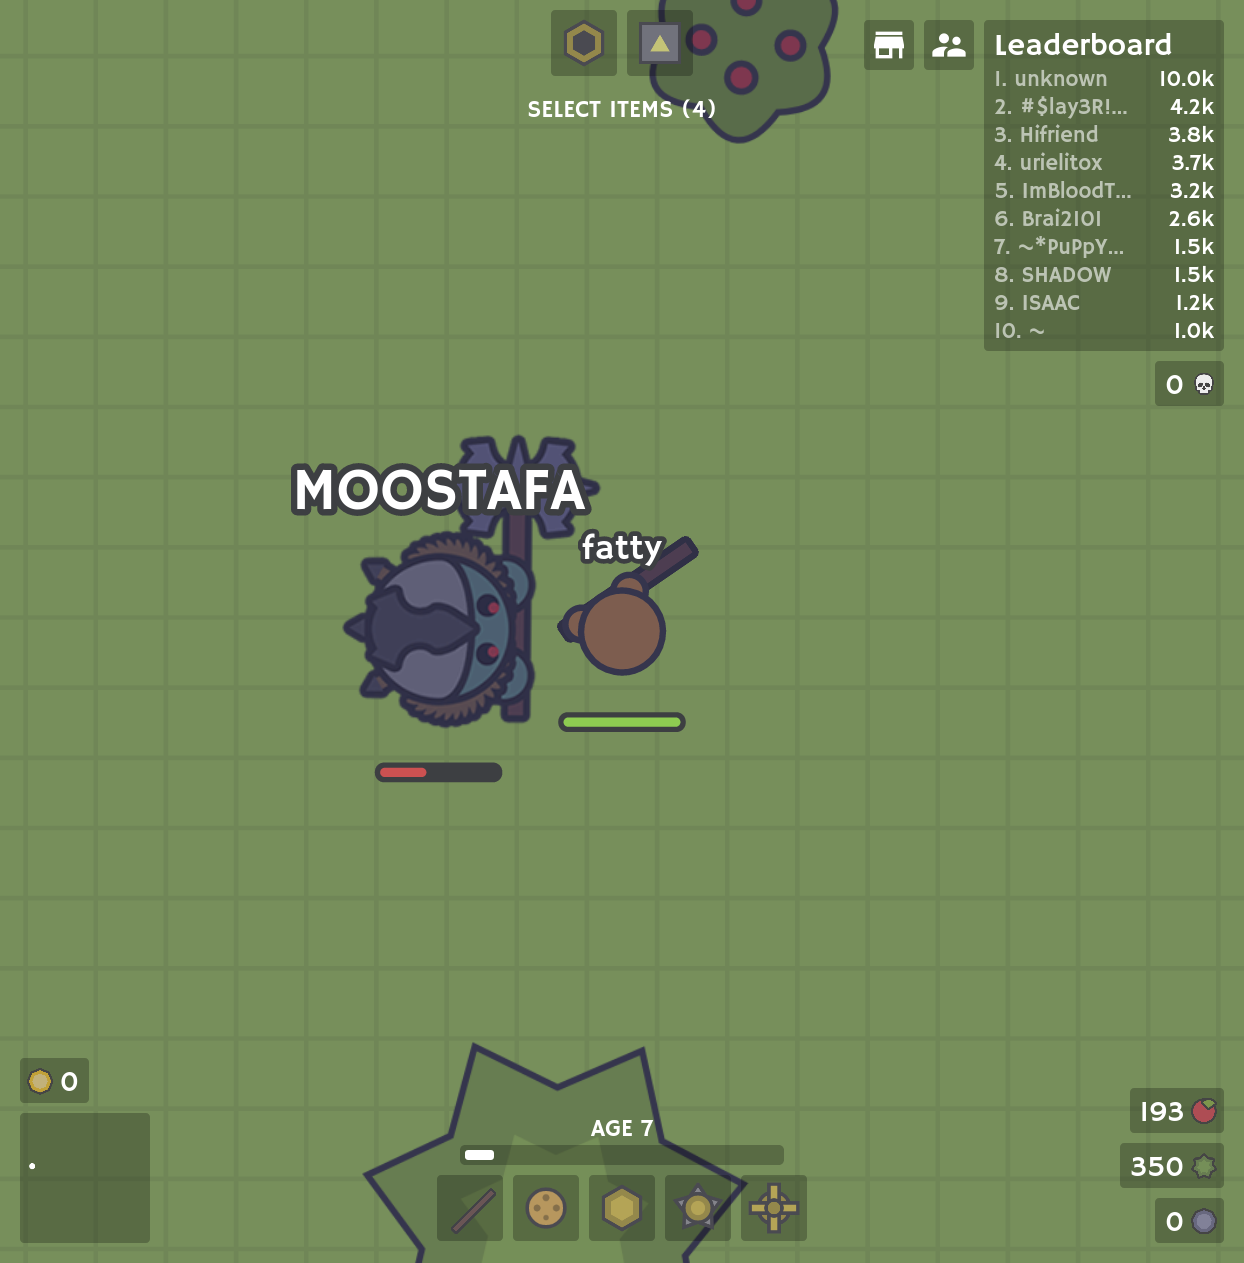 SELECT ITEMS (4)
Leaderboard
1. unknown 10.0k
2. #$lay3R!... 4.2k
3. Hifriend 3.8k
4. urielitox 3.7k
5. ImBloodT... 3.2k
6. Brai2101 2.6k
7. ~*PuPpY... 1.5k
8. SHADOW 1.5k
9. ISAAC 1.2k
10. ~ 1.0k
0
MOOSTAFA
fatty
0
AGE 7
193
350
0